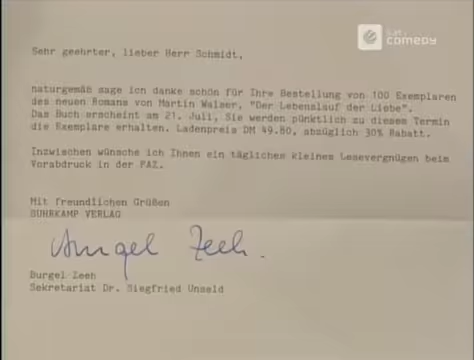 sat.1
comedy
Sehr geehrter, lieber Herr Schmidt,
naturgemäß sage ich danke schön für Ihre Bestellung von 100 Exemplaren
des neuen Romans von Martin Walser, "Der Lebenslauf der Liebe".
Das Buch erscheint am 21. Juli, Sie werden pünktlich zu diesem Termin
die Exemplare erhalten. Ladenpreis DM 49.80, abzüglich 30% Rabatt.
Inzwischen wünsche ich Ihnen ein tägliches kleines Lesevergnügen beim
Vorabdruck in der FAZ.
Mit freundlichen Grüßen
SUHRKAMP VERLAG
Burgel Zeeh
Burgel Zeeh
Sekretariat Dr. Siegfried Unseld